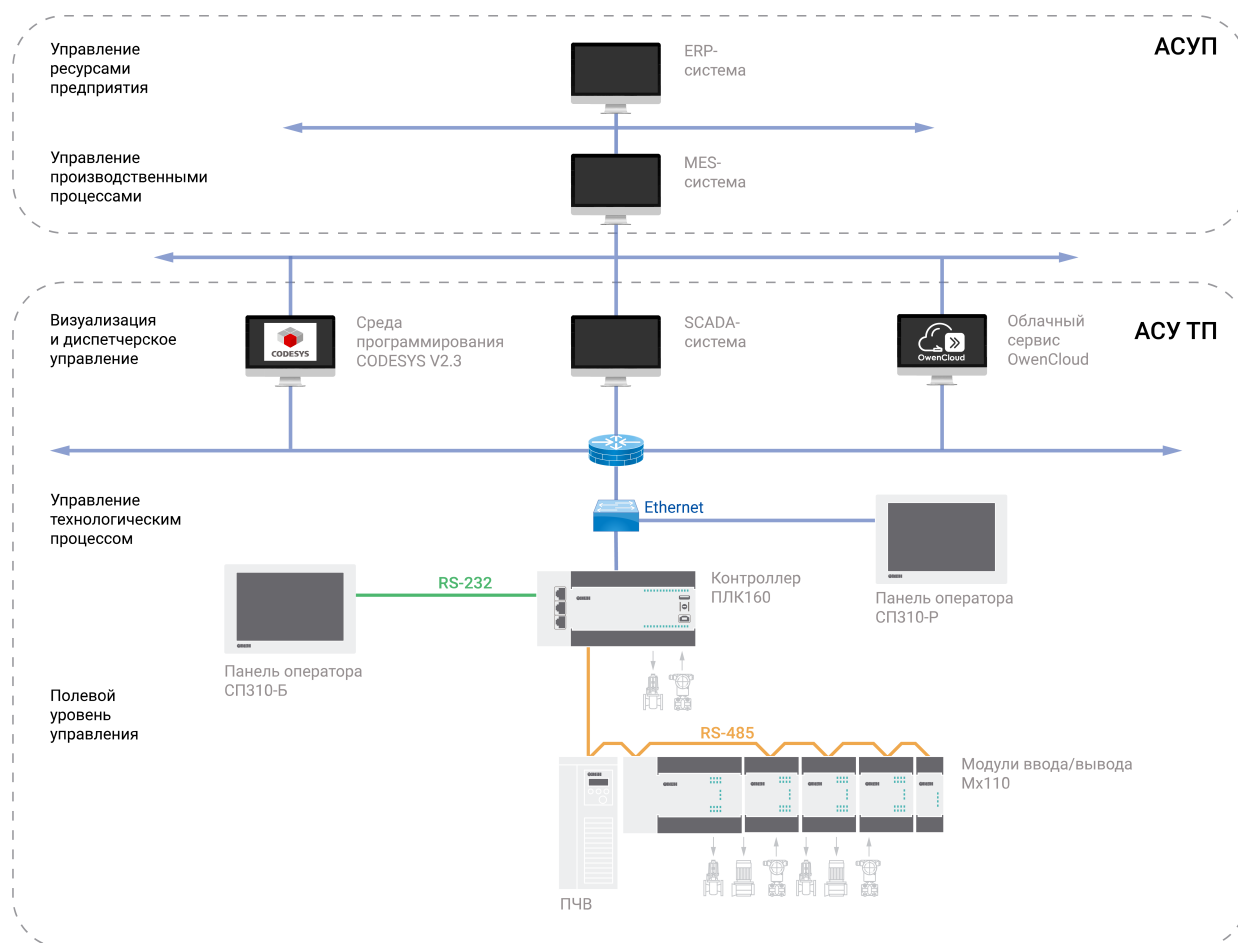 Управление
ресурсами
предприятия
ERP-
система
АСУП
Управление
производственными
процессами
MES-
система
Визуализация
и диспетчерское
управление
CODESYS
Среда
программирования
CODESYS V2.3
SCADA-
система
OwenCloud
Облачный
сервис
OwenCloud
АСУ ТП
Управление
технологическим
процессом
Ethernet
RS-232
Контроллер
ПЛК160
Панель оператора
СП310-Р
Панель оператора
СП310-Б
Полевой
уровень
управления
RS-485
Модули ввода/вывода
Мх110
ПЧВ